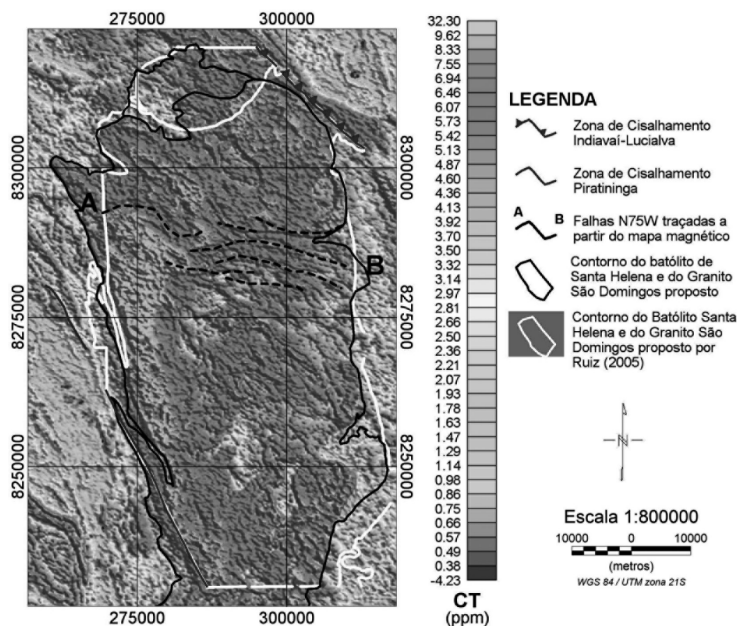 275000
300000
8300000
8275000
8250000
8300000
8275000
8250000
A
B
275000
300000
32.30
9.62
8.33
7.55
6.94
6.46
6.07
5.73
5.42
5.13
4.87
4.60
4.36
4.13
3.92
3.70
3.50
3.32
3.14
2.97
2.81
2.66
2.50
2.36
2.21
2.07
1.93
1.78
1.63
1.47
1.29
1.14
0.98
0.86
0.75
0.66
0.57
0.49
0.38
-4.23
CT
(ppm)
LEGENDA
Zona de Cisalhamento
Indiavaí-Lucialva
Zona de Cisalhamento
Piratininga
A B
Falhas N75W traçadas a
partir do mapa magnético
Contorno do batólito de
Santa Helena e do Granito
São Domingos proposto
Contorno do Batólito Santa
Helena e do Granito São
Domingos proposto por
Ruiz (2005)
N
Escala 1:800000
10000 0 10000
(metros)
WGS 84 / UTM zona 21S